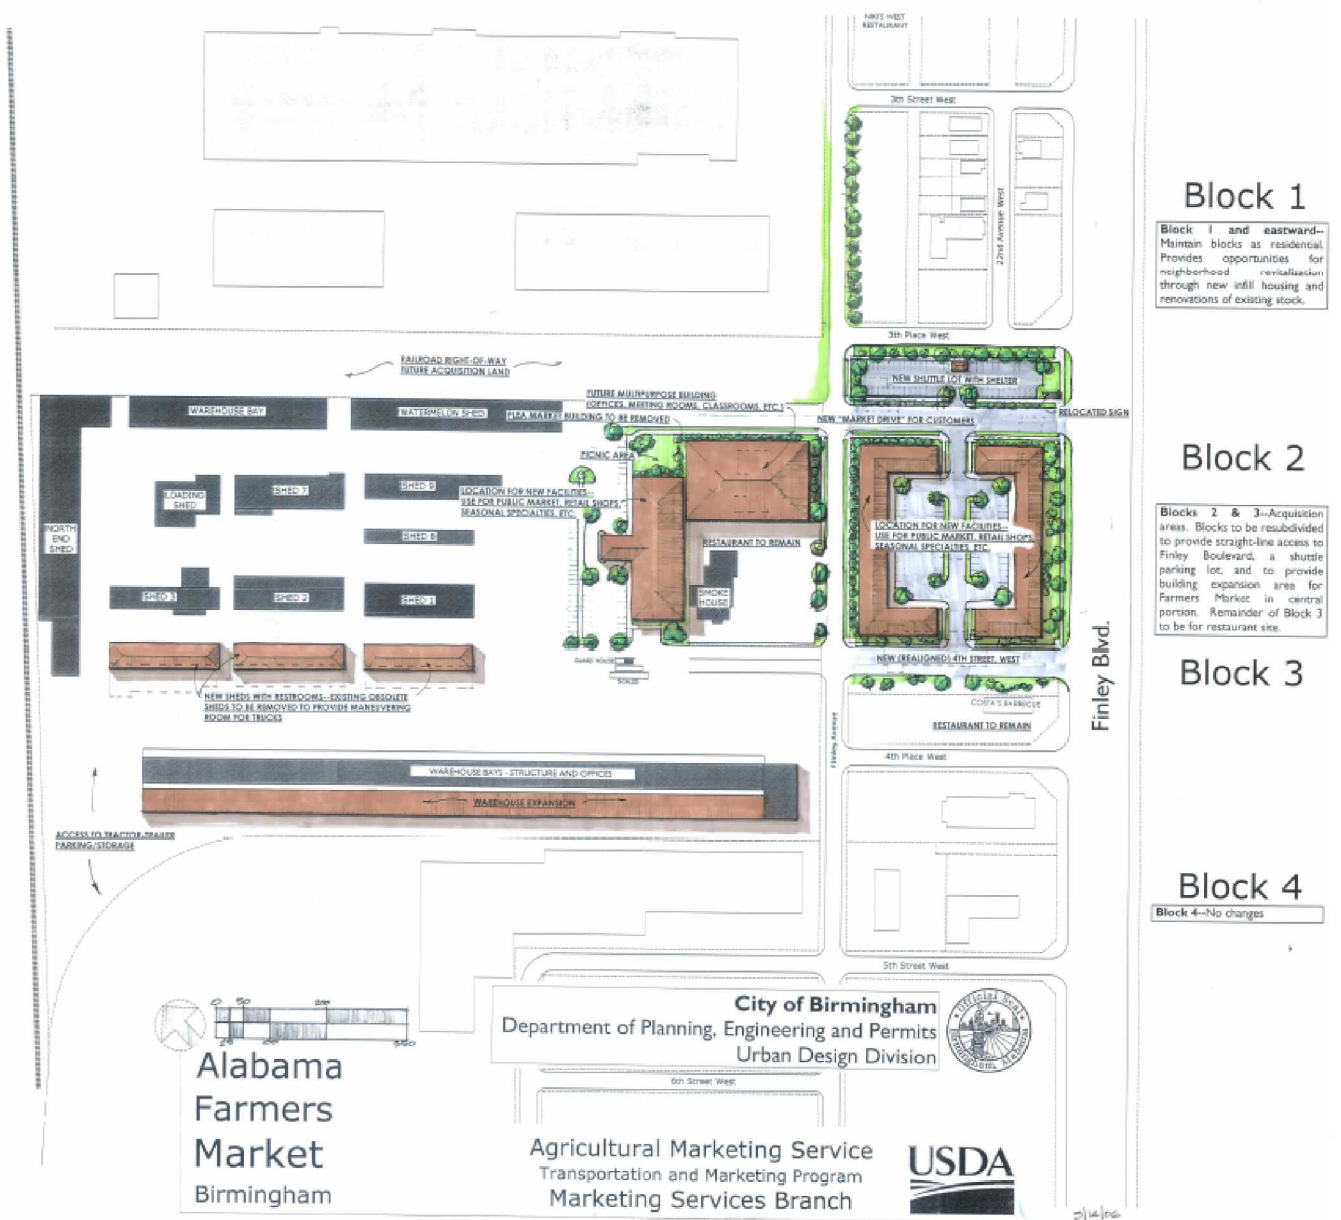 NIKI'S WEST
RESTAURANT
3th Street West
22nd Avenue West
3th Place West
Block 1
Block 1 and eastward--
Maintain blocks as residential.
Provides opportunities for
neighborhood revitalization
through new infill housing and
renovations of existing stock.
RAILROAD RIGHT-OF-WAY
FUTURE ACQUISITION LAND
NEW SHUTTLE LOT WITH SHELTER
FUTURE MULTIPURPOSE BUILDING
(OFFICES, MEETING ROOMS, CLASSROOMS, ETC.)
WAREHOUSE BAY
WATERMELON SHED
FLEA MARKET BUILDING TO BE REMOVED
NEW "MARKET DRIVE" FOR CUSTOMERS
RELOCATED SIGN
PICNIC AREA
Block 2
LOADING
SHED
SHED 7
SHED 9
LOCATION FOR NEW FACILITIES--
USE FOR PUBLIC MARKET, RETAIL SHOPS,
SEASONAL SPECIALTIES, ETC.
NORTH
END
SHED
SHED 8
RESTAURANT TO REMAIN
LOCATION FOR NEW FACILITIES--
USE FOR PUBLIC MARKET, RETAIL SHOPS,
SEASONAL SPECIALTIES, ETC.
Blocks 2 & 3--Acquisition
areas. Blocks to be resubdivided
to provide straight-line access to
Finley Boulevard, a shuttle
parking lot, and to provide
building expansion area for
Farmers Market in central
portion. Remainder of Block 3
to be for restaurant site.
SHED 3
SHED 2
SHED 1
SMOKE
HOUSE
GUARD HOUSE
SCALES
NEW (REALIGNED) 4TH STREET, WEST
Finley Blvd.
Block 3
NEW SHEDS WITH RESTROOMS--EXISTING OBSOLETE
SHEDS TO BE REMOVED TO PROVIDE MANEUVERING
ROOM FOR TRUCKS
COSTA'S BARBECUE
RESTAURANT TO REMAIN
Finley Avenue
4th Place West
WAREHOUSE BAYS - STRUCTURE AND OFFICES
WAREHOUSE EXPANSION
ACCESS TO TRACTOR-TRAILER
PARKING/STORAGE
Block 4
Block 4--No changes
5th Street West
0 50 200
City of Birmingham
Department of Planning, Engineering and Permits
Urban Design Division
Official Seal
Birmingham, Alabama
6th Street West
Alabama
Farmers
Market
Birmingham
Agricultural Marketing Service
Transportation and Marketing Program
Marketing Services Branch
USDA
3/14/06